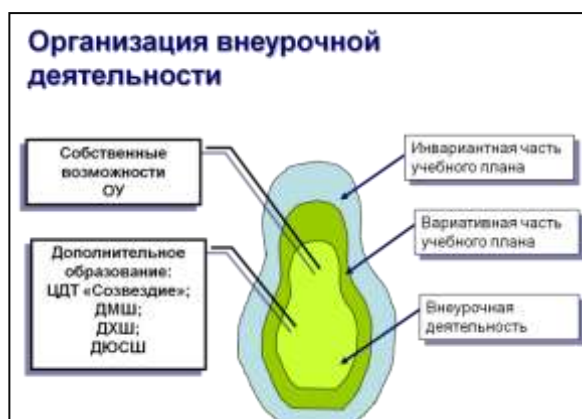 Организация внеурочной
деятельности
Собственные
возможности
ОУ
Дополнительное
образование:
ЦДТ «Созвездие»;
ДМШ;
ДХШ;
ДЮСШ
Инвариантная часть
учебного плана
Вариативная часть
учебного плана
Внеурочная
деятельность